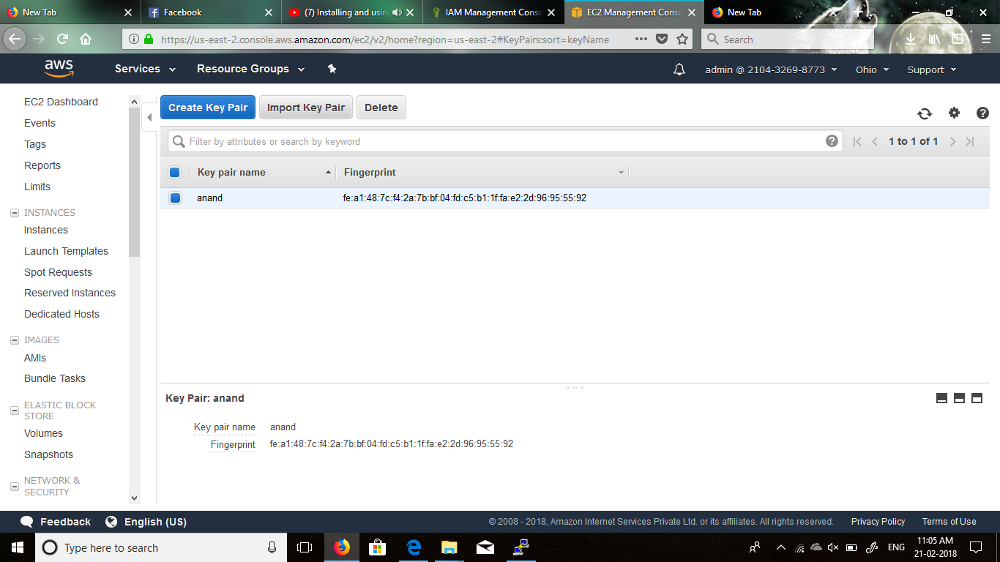 New Tab
Facebook
(7) Installing and usin
IAM Management Conso
EC2 Management Conso
New Tab
https://us-east-2.console.aws.amazon.com/ec2/v2/home?region=us-east-2#KeyPairs:sort=keyName
Search
aws
Services
Resource Groups
admin @ 2104-3269-8773
Ohio
Support
EC2 Dashboard
Events
Tags
Reports
Limits
INSTANCES
Instances
Launch Templates
Spot Requests
Reserved Instances
Dedicated Hosts
IMAGES
AMIs
Bundle Tasks
ELASTIC BLOCK
STORE
Volumes
Snapshots
NETWORK &
SECURITY
Create Key Pair
Import Key Pair
Delete
Filter by attributes or search by keyword
1 to 1 of 1
Key pair name
Fingerprint
anand
fe:a1:48:7c:f4:2a:7b:bf:04:fd:c5:b1:1f:fa:e2:2d:96:95:55:92
Key Pair: anand
Key pair name
anand
Fingerprint
fe:a1:48:7c:f4:2a:7b:bf:04:fd:c5:b1:1f:fa:e2:2d:96:95:55:92
Feedback
English (US)
© 2008 - 2018, Amazon Internet Services Private Ltd. or its affiliates. All rights reserved.
Privacy Policy
Terms of Use
Type here to search
ENG
11:05 AM
21-02-2018